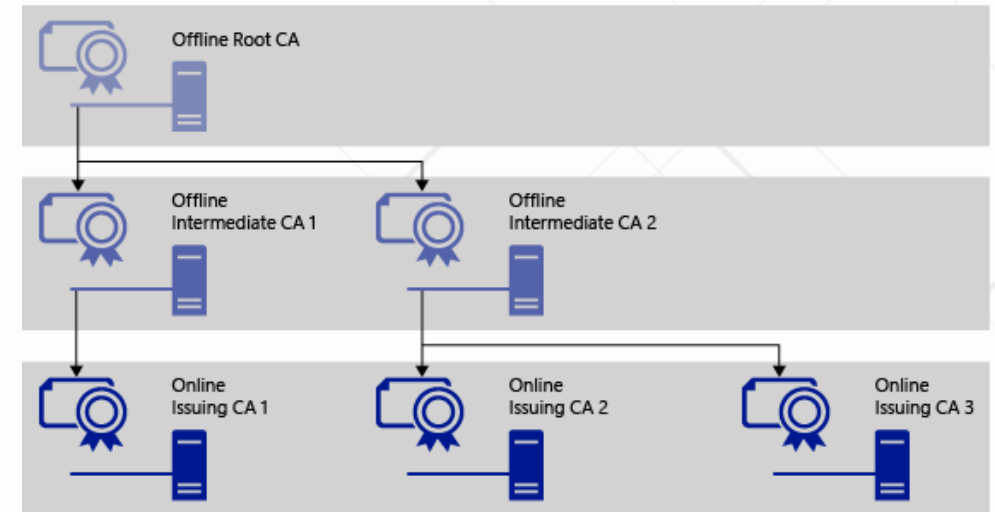 Offline Root CA
Offline
Intermediate CA 1
Offline
Intermediate CA 2
Online
Issuing CA 1
Online
Issuing CA 2
Online
Issuing CA 3